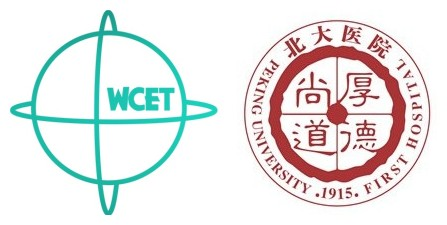 WCET
北大医院
PEKING UNIVERSITY FIRST HOSPITAL
·1915·
厚德
尚道